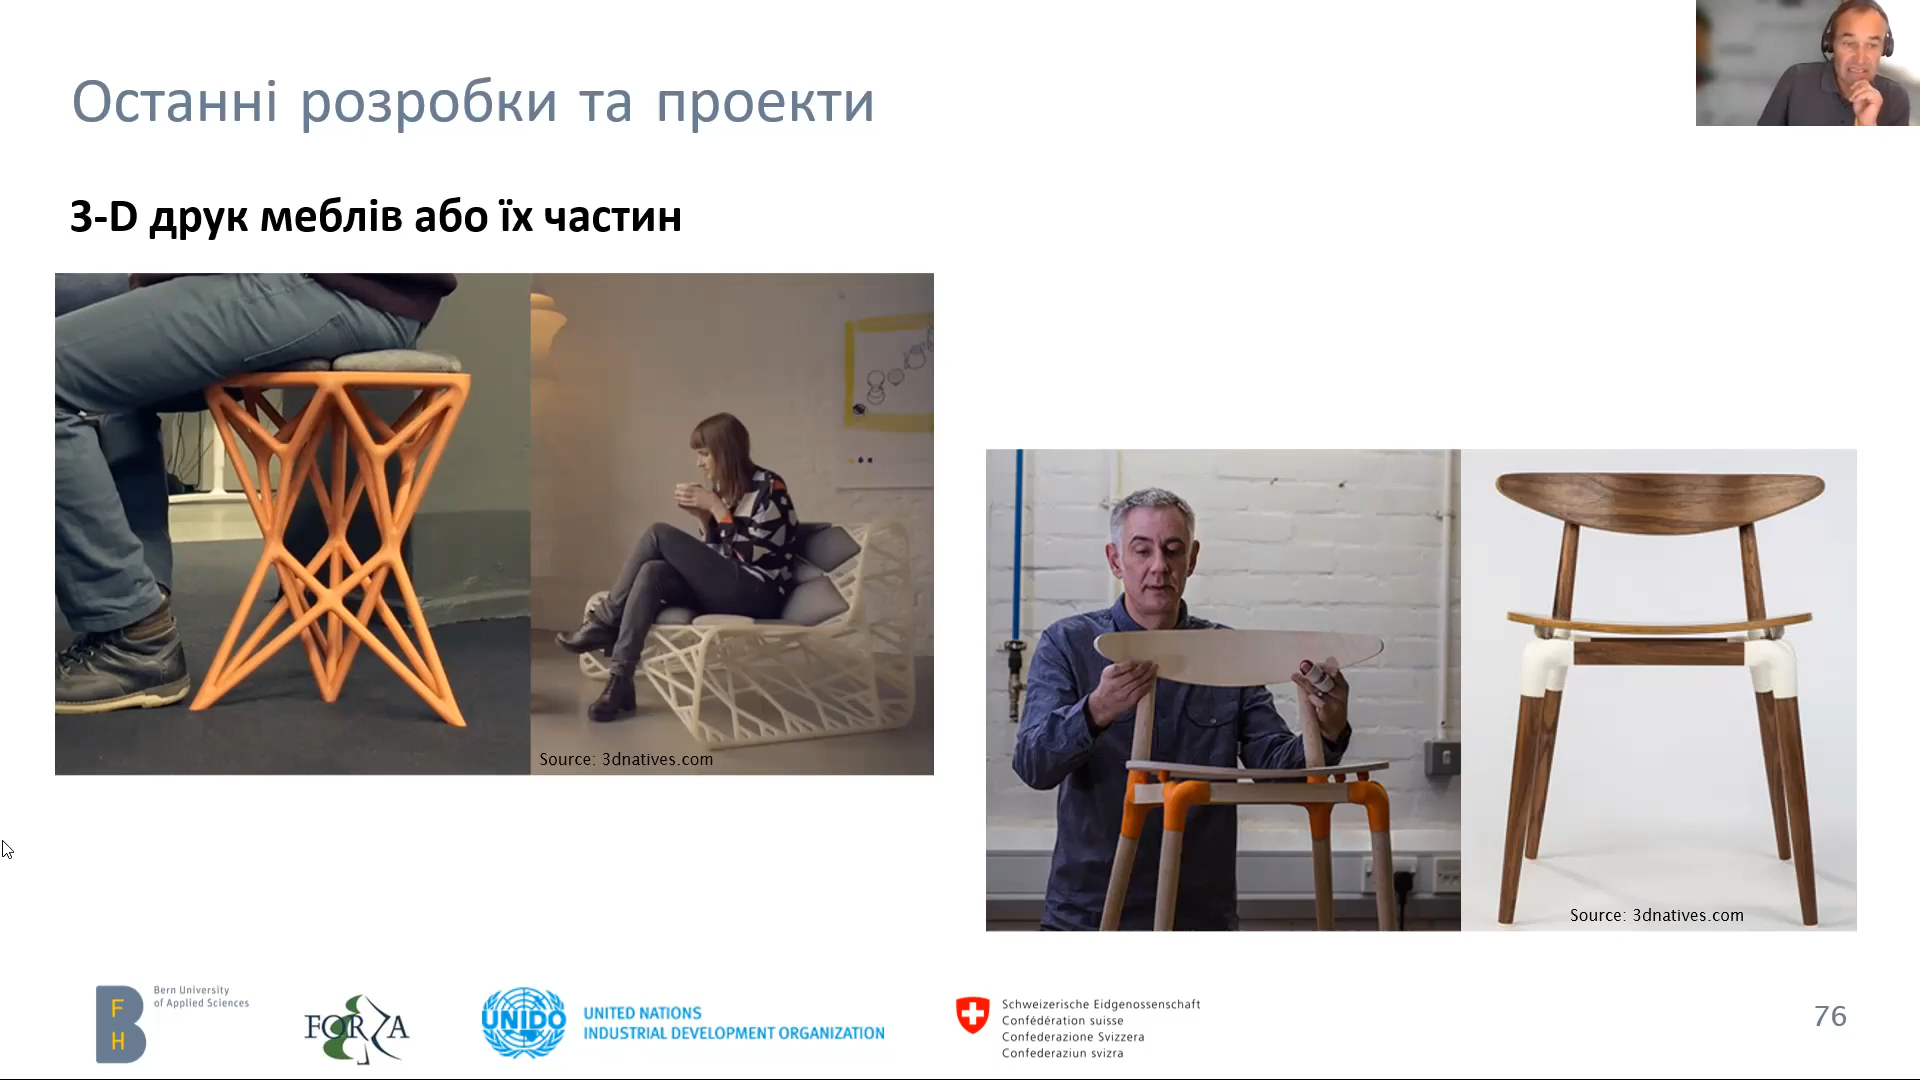 Останні розробки та проекти
3-D друк меблів або їх частин
Source: 3dnatives.com
Source: 3dnatives.com
B
F
H
Bern University
of Applied Sciences
FORZA
UNIDO
UNITED NATIONS
INDUSTRIAL DEVELOPMENT ORGANIZATION
Schweizerische Eidgenossenschaft
Confédération suisse
Confederazione Svizzera
Confederaziun svizra
76